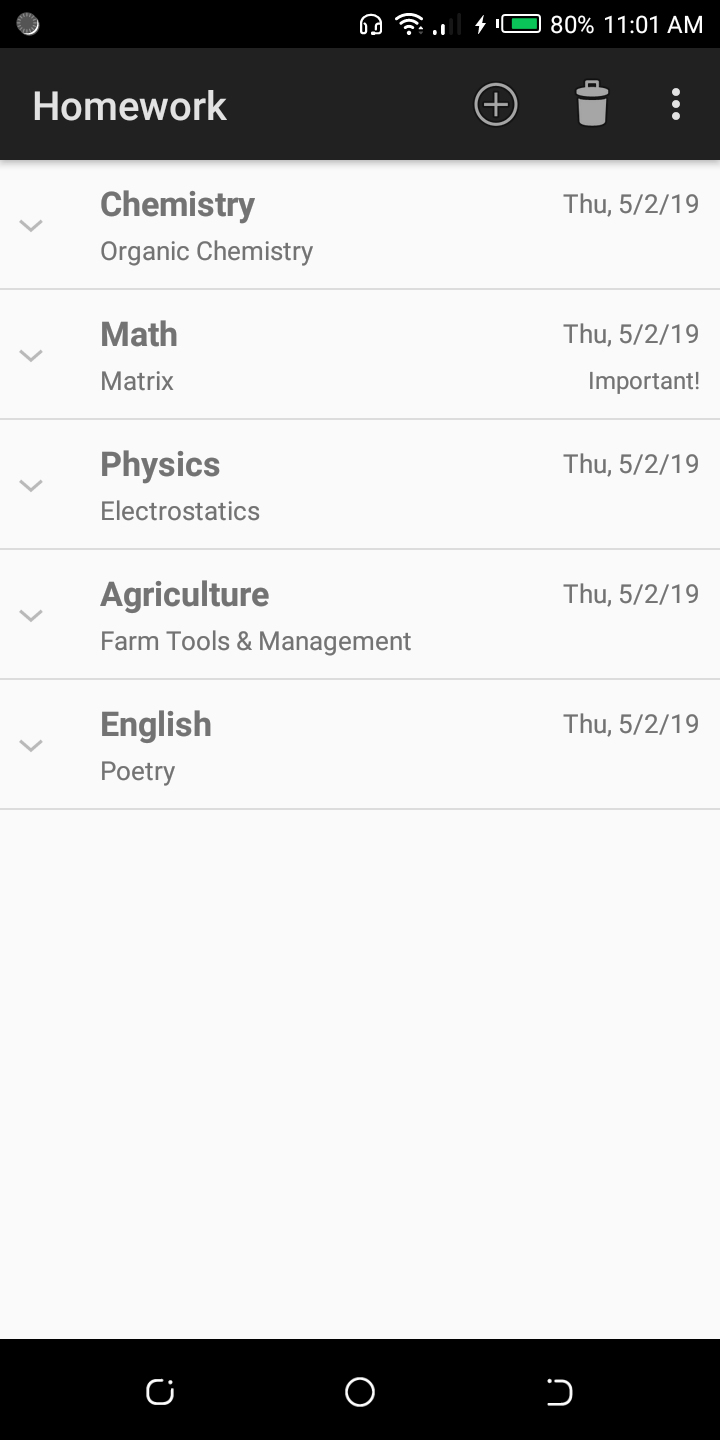 80% 11:01 AM
Homework
Chemistry Thu, 5/2/19
Organic Chemistry
Math Thu, 5/2/19
Matrix Important!
Physics Thu, 5/2/19
Electrostatics
Agriculture Thu, 5/2/19
Farm Tools & Management
English Thu, 5/2/19
Poetry